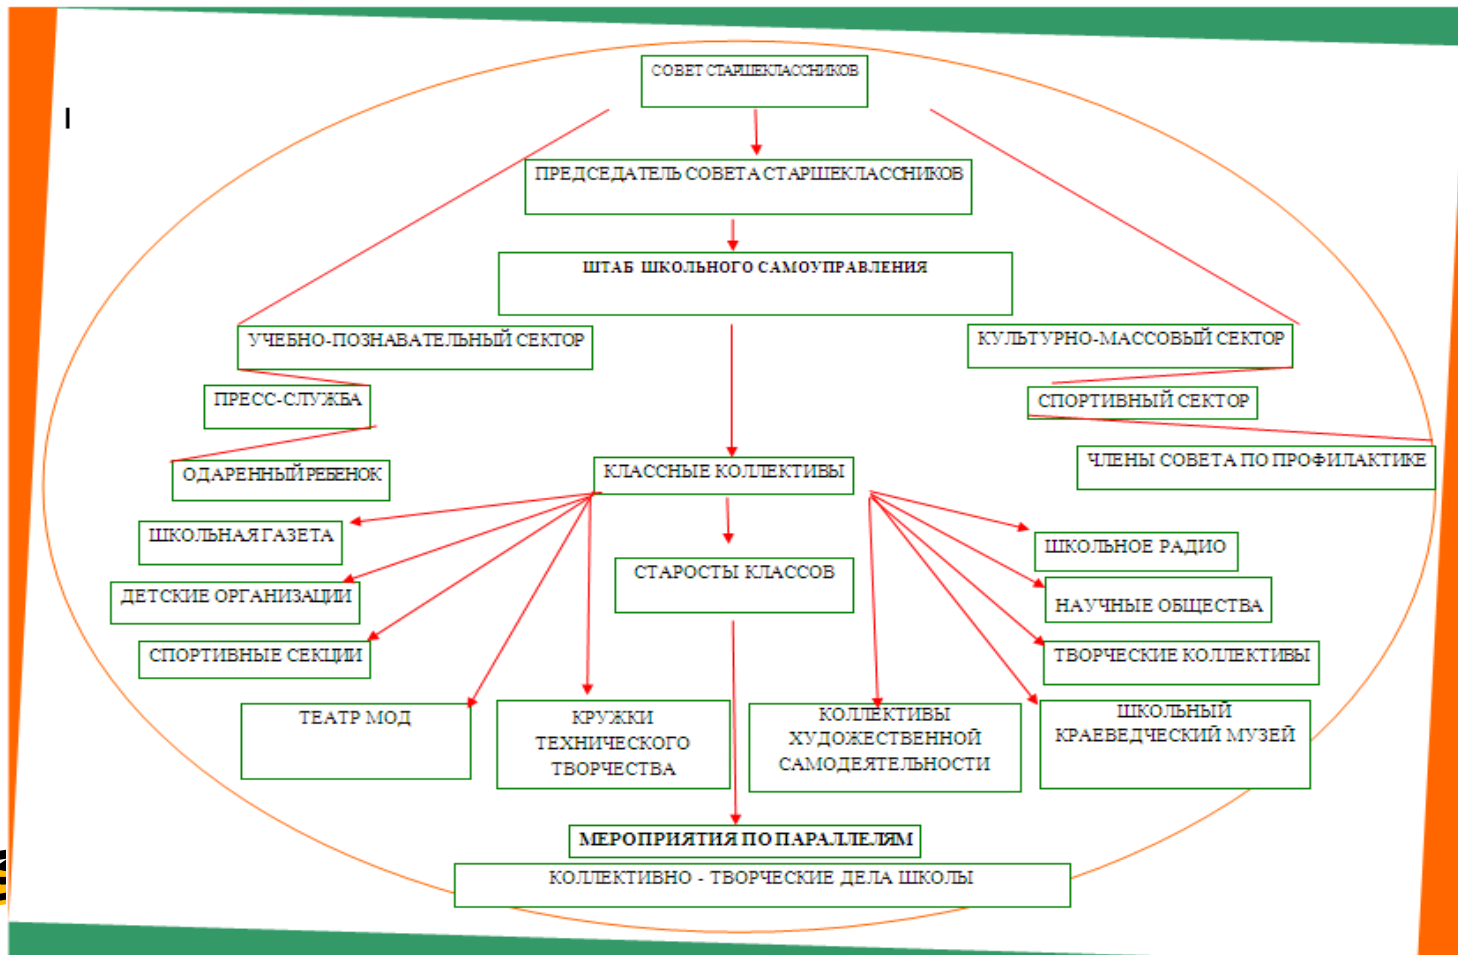 СОВЕТ СТАРШЕКЛАССНИКОВ
I
ПРЕДСЕДАТЕЛЬ СОВЕТА СТАРШЕКЛАССНИКОВ
ШТАБ ШКОЛЬНОГО САМОУПРАВЛЕНИЯ
УЧЕБНО-ПОЗНАВАТЕЛЬНЫЙ СЕКТОР
КУЛЬТУРНО-МАССОВЫЙ СЕКТОР
ПРЕСС-СЛУЖБА
СПОРТИВНЫЙ СЕКТОР
ОДАРЕННЫЙ РЕБЕНОК
КЛАССНЫЕ КОЛЛЕКТИВЫ
ЧЛЕНЫ СОВЕТА ПО ПРОФИЛАКТИКЕ
ШКОЛЬНАЯ ГАЗЕТА
ШКОЛЬНОЕ РАДИО
СТАРОСТЫ КЛАССОВ
ДЕТСКИЕ ОРГАНИЗАЦИИ
НАУЧНЫЕ ОБЩЕСТВА
СПОРТИВНЫЕ СЕКЦИИ
ТВОРЧЕСКИЕ КОЛЛЕКТИВЫ
ТЕАТР МОД
КРУЖКИ
ТЕХНИЧЕСКОГО
ТВОРЧЕСТВА
КОЛЛЕКТИВЫ
ХУДОЖЕСТВЕННОЙ
САМОДЕЯТЕЛЬНОСТИ
ШКОЛЬНЫЙ
КРАЕВЕДЧЕСКИЙ МУЗЕЙ
МЕРОПРИЯТИЯ ПО ПАРАЛЛЕЛЯМ
КОЛЛЕКТИВНО - ТВОРЧЕСКИЕ ДЕЛА ШКОЛЫ